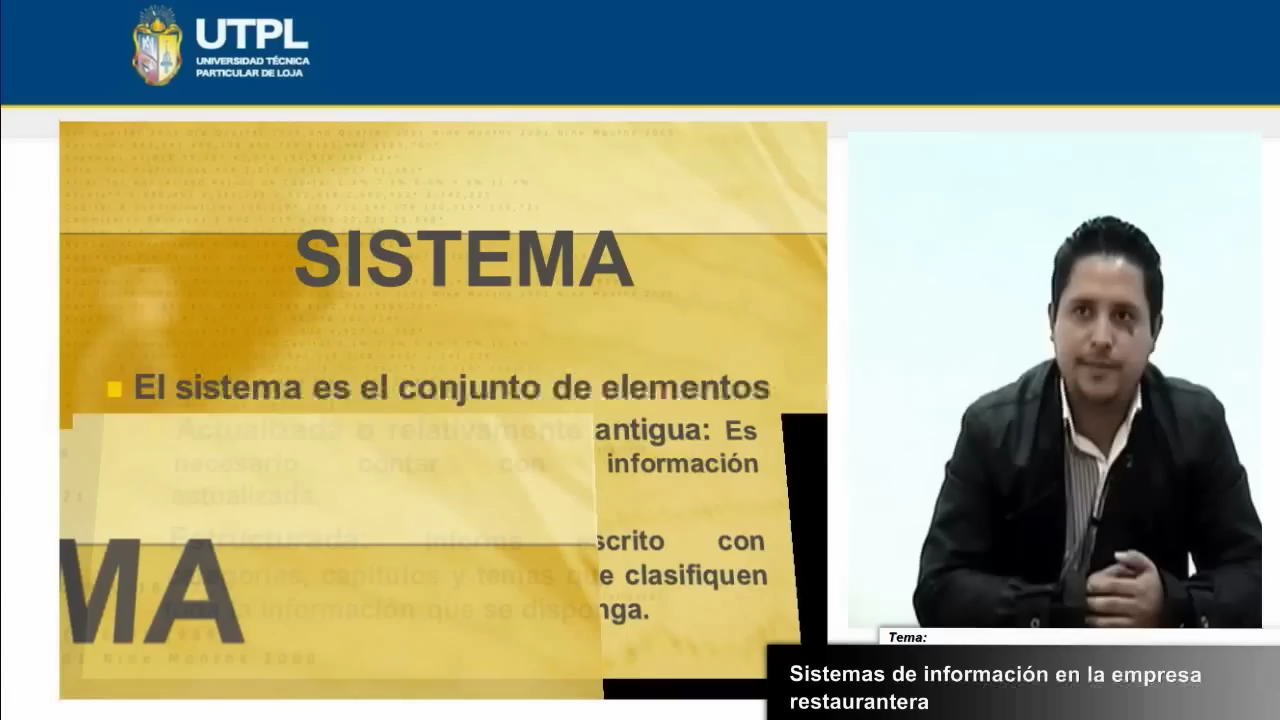 UTPL
UNIVERSIDAD TÉCNICA
PARTICULAR DE LOJA
SISTEMA
El sistema es el conjunto de elementos
Actualizada o relativamente antigua: Es
necesario contar con información
actualizada.
Estructurada: informe escrito con
categorías, capítulos y temas que clasifiquen
toda la información que se disponga.
MA
Tema:
Sistemas de información en la empresa
restaurantera